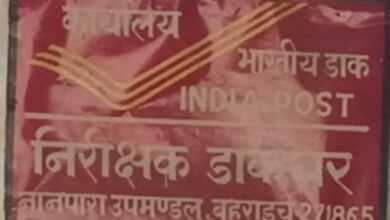 कार्यालय
भारतीय डाक
INDIA POST
निरीक्षक डाकघर
नानपारा उपमण्डल, बहराइच 271865